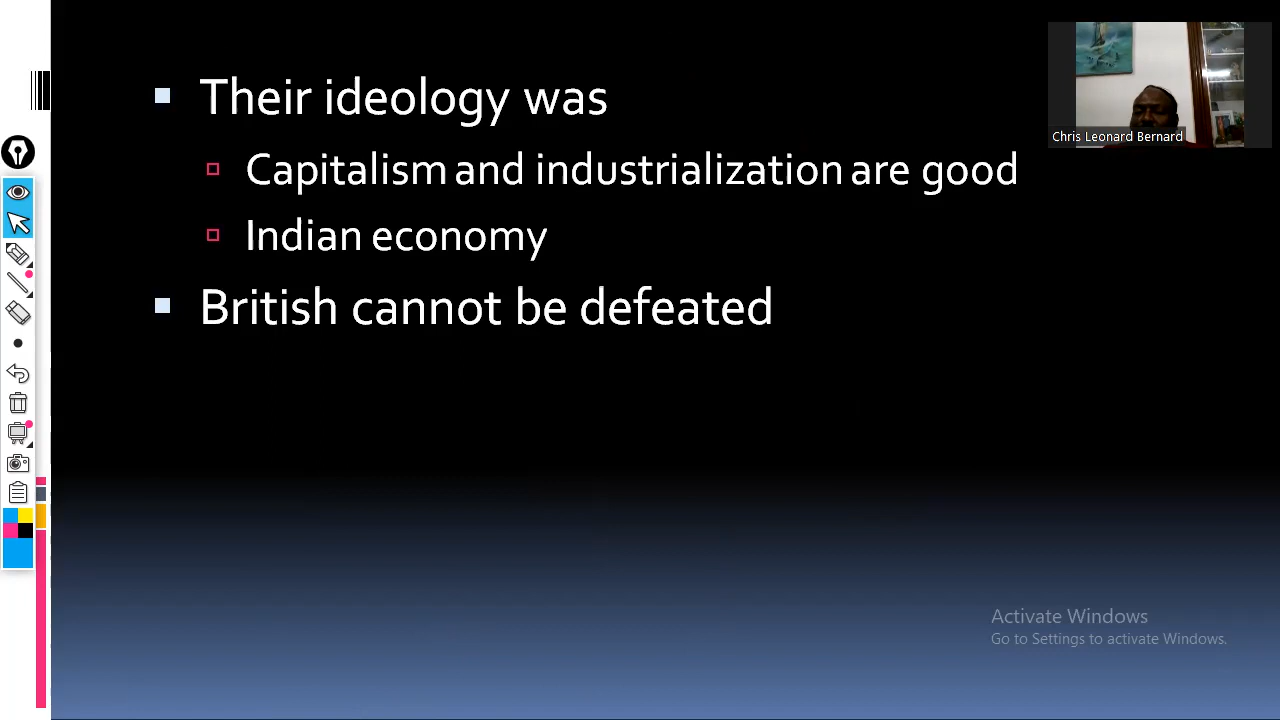 Their ideology was
Capitalism and industrialization are good
Indian economy
British cannot be defeated
Chris Leonard Bernard
Activate Windows
Go to Settings to activate Windows.